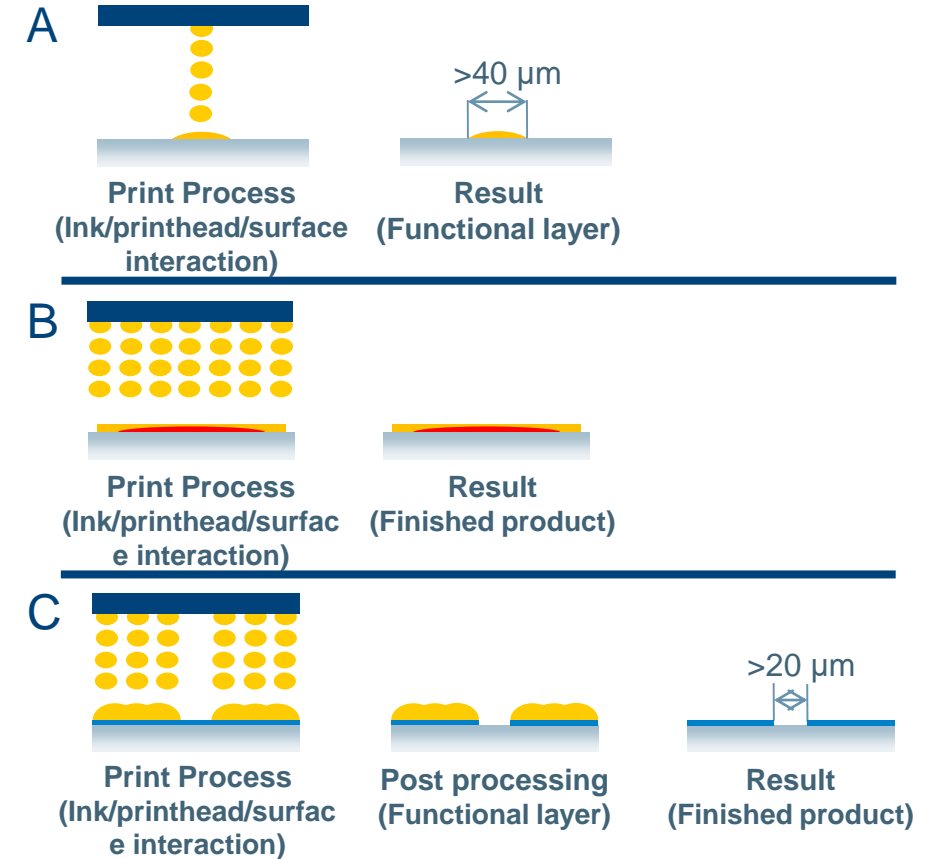 A
>40 µm
Print Process
(Ink/printhead/surface
interaction)
Result
(Functional layer)
B
Print Process
(Ink/printhead/surfac
e interaction)
Result
(Finished product)
C
>20 µm
Print Process
(Ink/printhead/surfac
e interaction)
Post processing
(Functional layer)
Result
(Finished product)